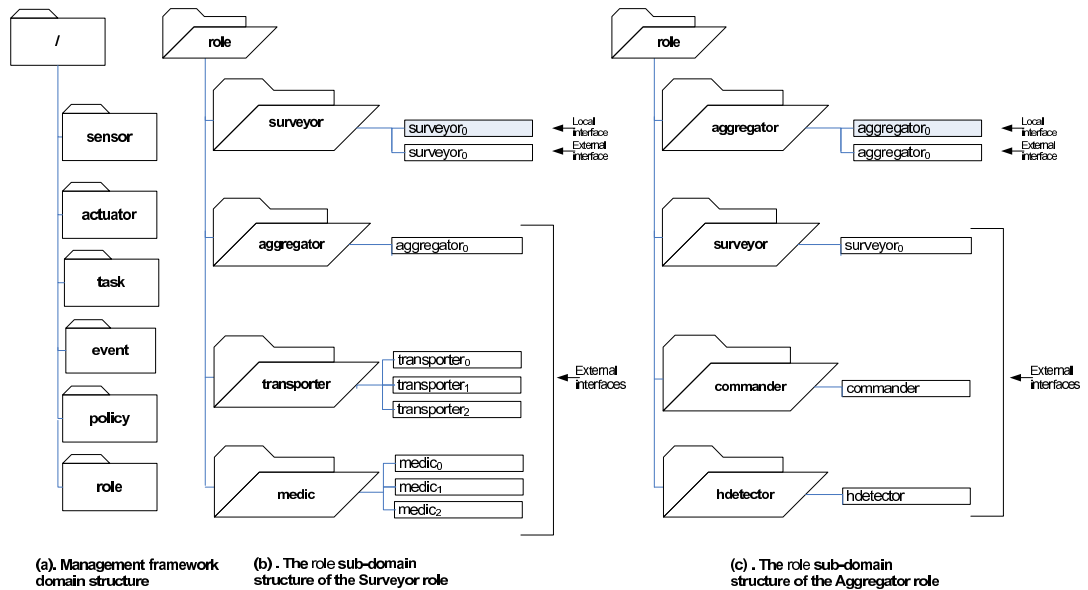 /
sensor
actuator
task
event
policy
role
(a). Management framework
domain structure
role
surveyor
surveyor0
surveyor0
Local
interface
External
interface
aggregator
aggregator0
transporter
transporter0
transporter1
transporter2
medic
medic0
medic1
medic2
External
interfaces
(b) . The role sub-domain
structure of the Surveyor role
role
aggregator
aggregator0
aggregator0
Local
interface
External
interface
surveyor
surveyor0
commander
commander
hdetector
hdetector
External
interfaces
(c) . The role sub-domain
structure of the Aggregator role